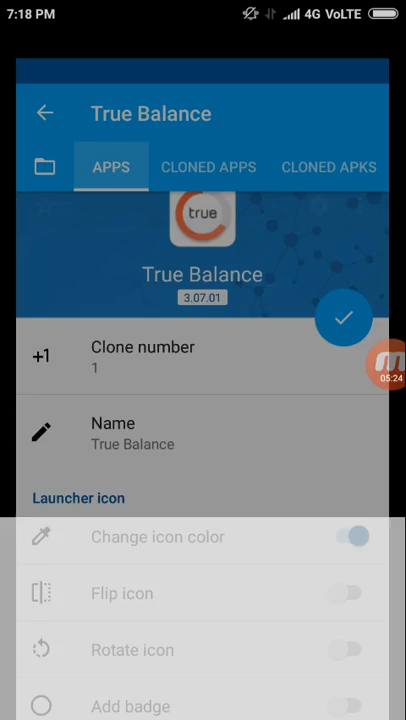 7:18 PM 4G VoLTE
True Balance
APPS CLONED APPS CLONED APKS
true
True Balance
3.07.01
Clone number
+1
1
05:24
Name
True Balance
Launcher icon
Change icon color
Flip icon
Rotate icon
Add badge